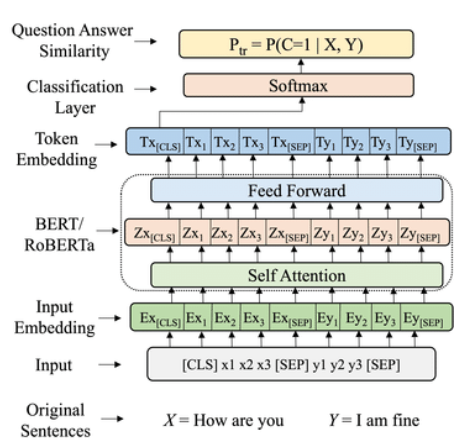 Question Answer
Similarity
P_tr = P(C=1 | X, Y)
Classification
Layer
Softmax
Token
Embedding
Tx[CLS] Tx1 Tx2 Tx3 Tx[SEP] Ty1 Ty2 Ty3 Ty[SEP]
Feed Forward
BERT/
RoBERTa
Zx[CLS] Zx1 Zx2 Zx3 Zx[SEP] Zy1 Zy2 Zy3 Zy[SEP]
Self Attention
Input
Embedding
Ex[CLS] Ex1 Ex2 Ex3 Ex[SEP] Ey1 Ey2 Ey3 Ey[SEP]
Input
[CLS] x1 x2 x3 [SEP] y1 y2 y3 [SEP]
Original
Sentences
X = How are you
Y = I am fine